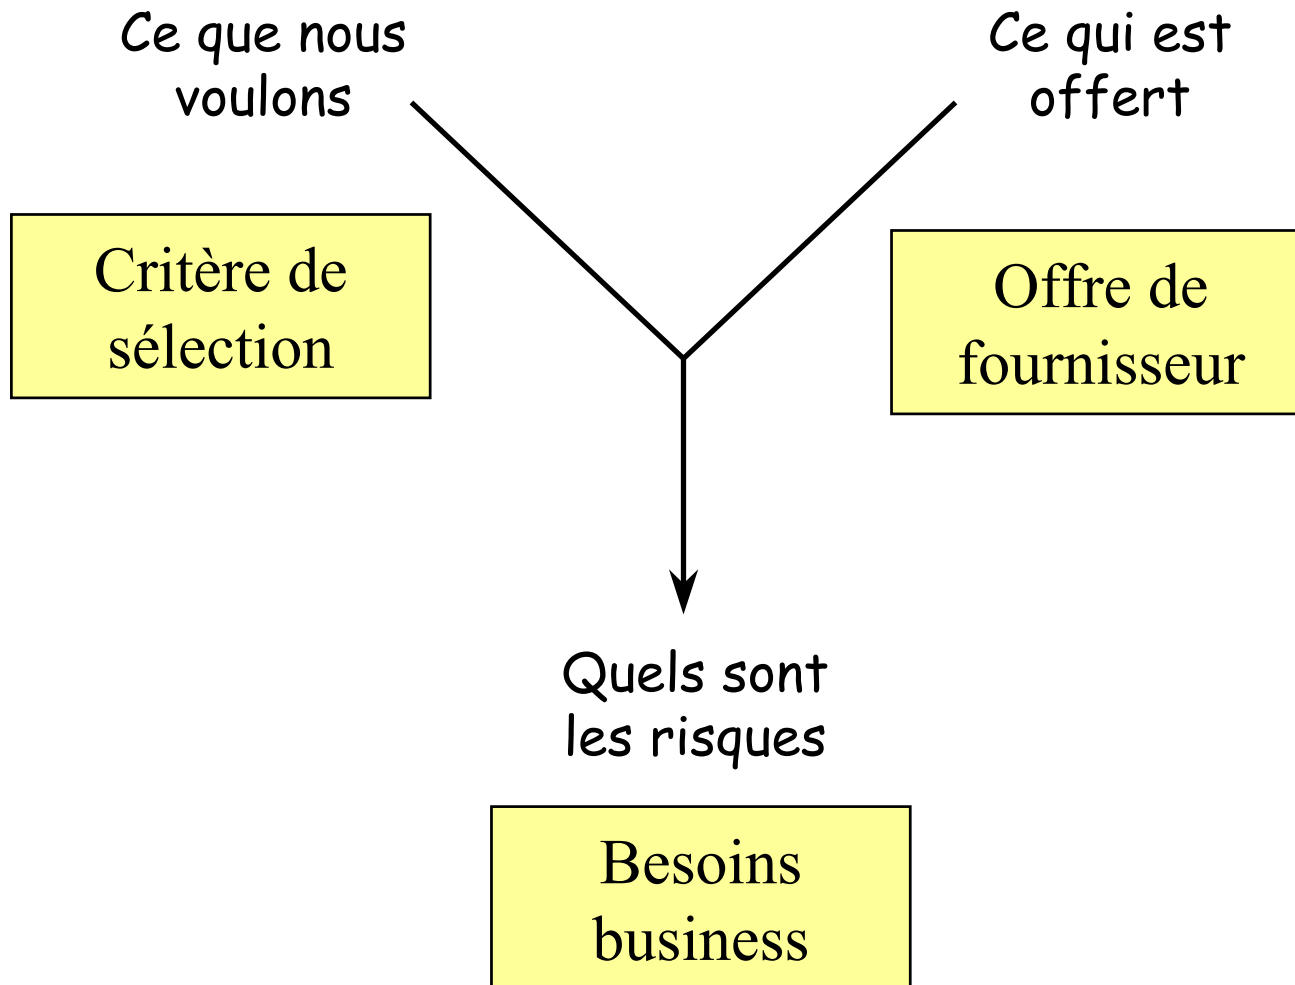 Ce que nous
voulons
Ce qui est
offert
Critère de
sélection
Offre de
fournisseur
Quels sont
les risques
Besoins
business